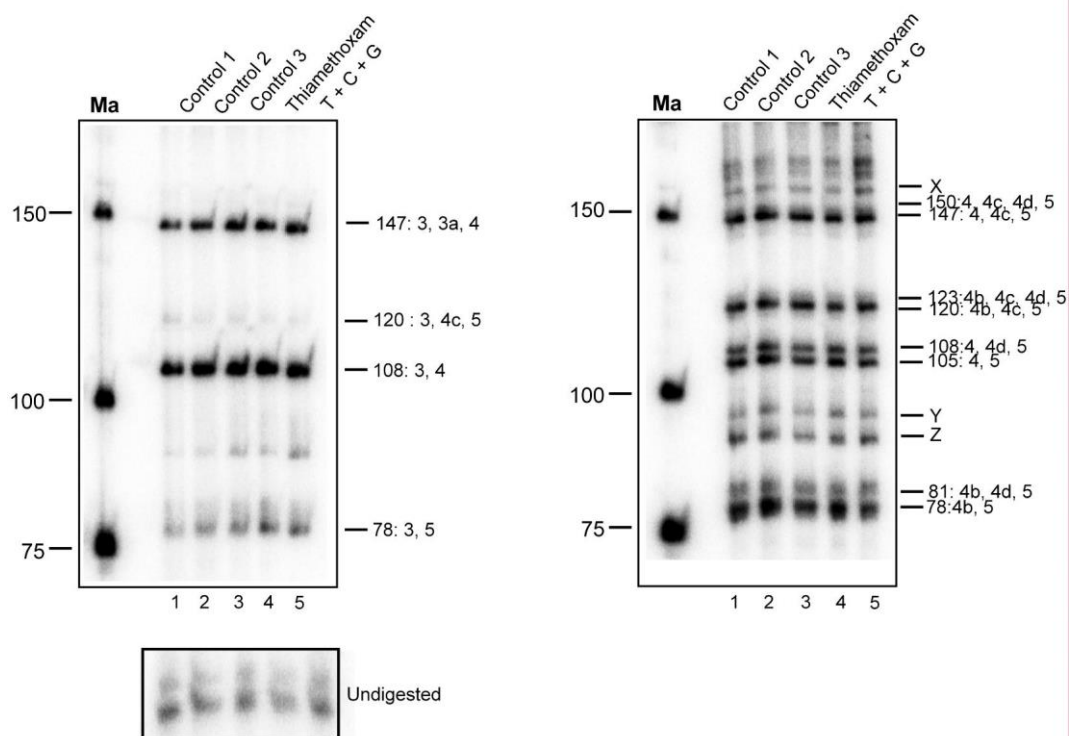 Ma
Control 1
Control 2
Control 3
Thiamethoxam
T + C + G
150
100
75
147: 3, 3a, 4
120 : 3, 4c, 5
108: 3, 4
78: 3, 5
1 2 3 4 5
Undigested
Ma
Control 1
Control 2
Control 3
Thiamethoxam
T + C + G
150
100
75
X
150:4, 4c, 4d, 5
147: 4, 4c, 5
123:4b, 4c, 4d, 5
120: 4b, 4c, 5
108:4, 4d, 5
105: 4, 5
Y
Z
81: 4b, 4d, 5
78:4b, 5
1 2 3 4 5